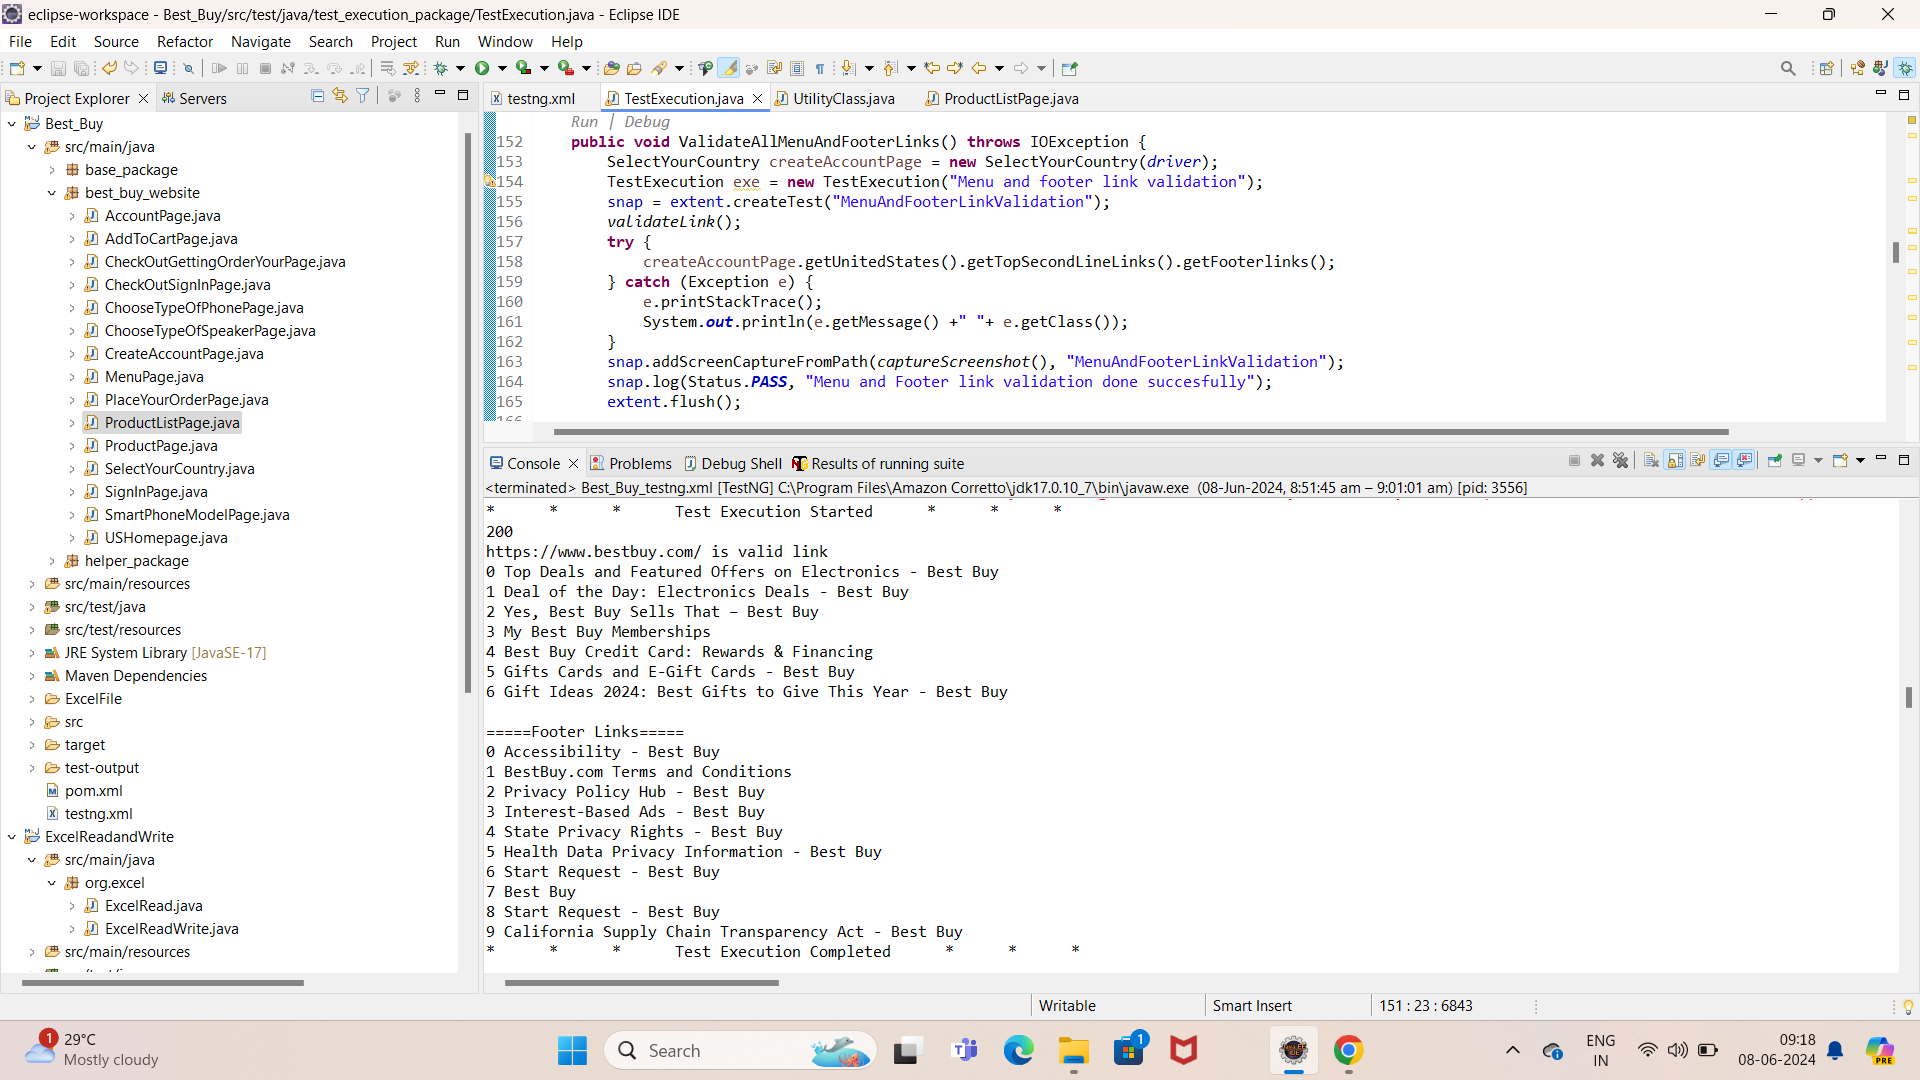 eclipse-workspace - Best_Buy/src/test/java/test_execution_package/TestExecution.java - Eclipse IDE
File Edit Source Refactor Navigate Search Project Run Window Help
Project Explorer
Servers
Best_Buy
src/main/java
base_package
best_buy_website
AccountPage.java
AddToCartPage.java
CheckOutGettingOrderYourPage.java
CheckOutSignInPage.java
ChooseTypeOfPhonePage.java
ChooseTypeOfSpeakerPage.java
CreateAccountPage.java
MenuPage.java
PlaceYourOrderPage.java
ProductListPage.java
ProductPage.java
SelectYourCountry.java
SignInPage.java
SmartPhoneModelPage.java
USHomepage.java
helper_package
src/main/resources
src/test/java
src/test/resources
JRE System Library [JavaSE-17]
Maven Dependencies
ExcelFile
src
target
test-output
pom.xml
testng.xml
ExcelReadandWrite
src/main/java
org.excel
ExcelRead.java
ExcelReadWrite.java
src/main/resources
testng.xml TestExecution.java UtilityClass.java ProductListPage.java
Run | Debug
152 public void ValidateAllMenuAndFooterLinks() throws IOException {
153 SelectYourCountry createAccountPage = new SelectYourCountry(driver);
154 TestExecution exe = new TestExecution("Menu and footer link validation");
155 snap = extent.createTest("MenuAndFooterLinkValidation");
156 validateLink();
157 try {
158 createAccountPage.getUnitedStates().getTopSecondLineLinks().getFooterlinks();
159 } catch (Exception e) {
160 e.printStackTrace();
161 System.out.println(e.getMessage() +" "+ e.getClass());
162 }
163 snap.addScreenCaptureFromPath(captureScreenshot(), "MenuAndFooterLinkValidation");
164 snap.log(Status.PASS, "Menu and Footer link validation done succesfully");
165 extent.flush();
166
Console Problems Debug Shell Results of running suite
<terminated> Best_Buy_testng.xml [TestNG] C:\Program Files\Amazon Corretto\jdk17.0.10_7\bin\javaw.exe (08-Jun-2024, 8:51:45 am – 9:01:01 am) [pid: 3556]
* * * Test Execution Started * * *
200
https://www.bestbuy.com/ is valid link
0 Top Deals and Featured Offers on Electronics - Best Buy
1 Deal of the Day: Electronics Deals - Best Buy
2 Yes, Best Buy Sells That – Best Buy
3 My Best Buy Memberships
4 Best Buy Credit Card: Rewards & Financing
5 Gifts Cards and E-Gift Cards - Best Buy
6 Gift Ideas 2024: Best Gifts to Give This Year - Best Buy
=====Footer Links=====
0 Accessibility - Best Buy
1 BestBuy.com Terms and Conditions
2 Privacy Policy Hub - Best Buy
3 Interest-Based Ads - Best Buy
4 State Privacy Rights - Best Buy
5 Health Data Privacy Information - Best Buy
6 Start Request - Best Buy
7 Best Buy
8 Start Request - Best Buy
9 California Supply Chain Transparency Act - Best Buy
* * * Test Execution Completed * * *
Writable
Smart Insert
151 : 23 : 6843
1
29°C
Mostly cloudy
Search
1
ENG
IN
09:18
08-06-2024
PRE